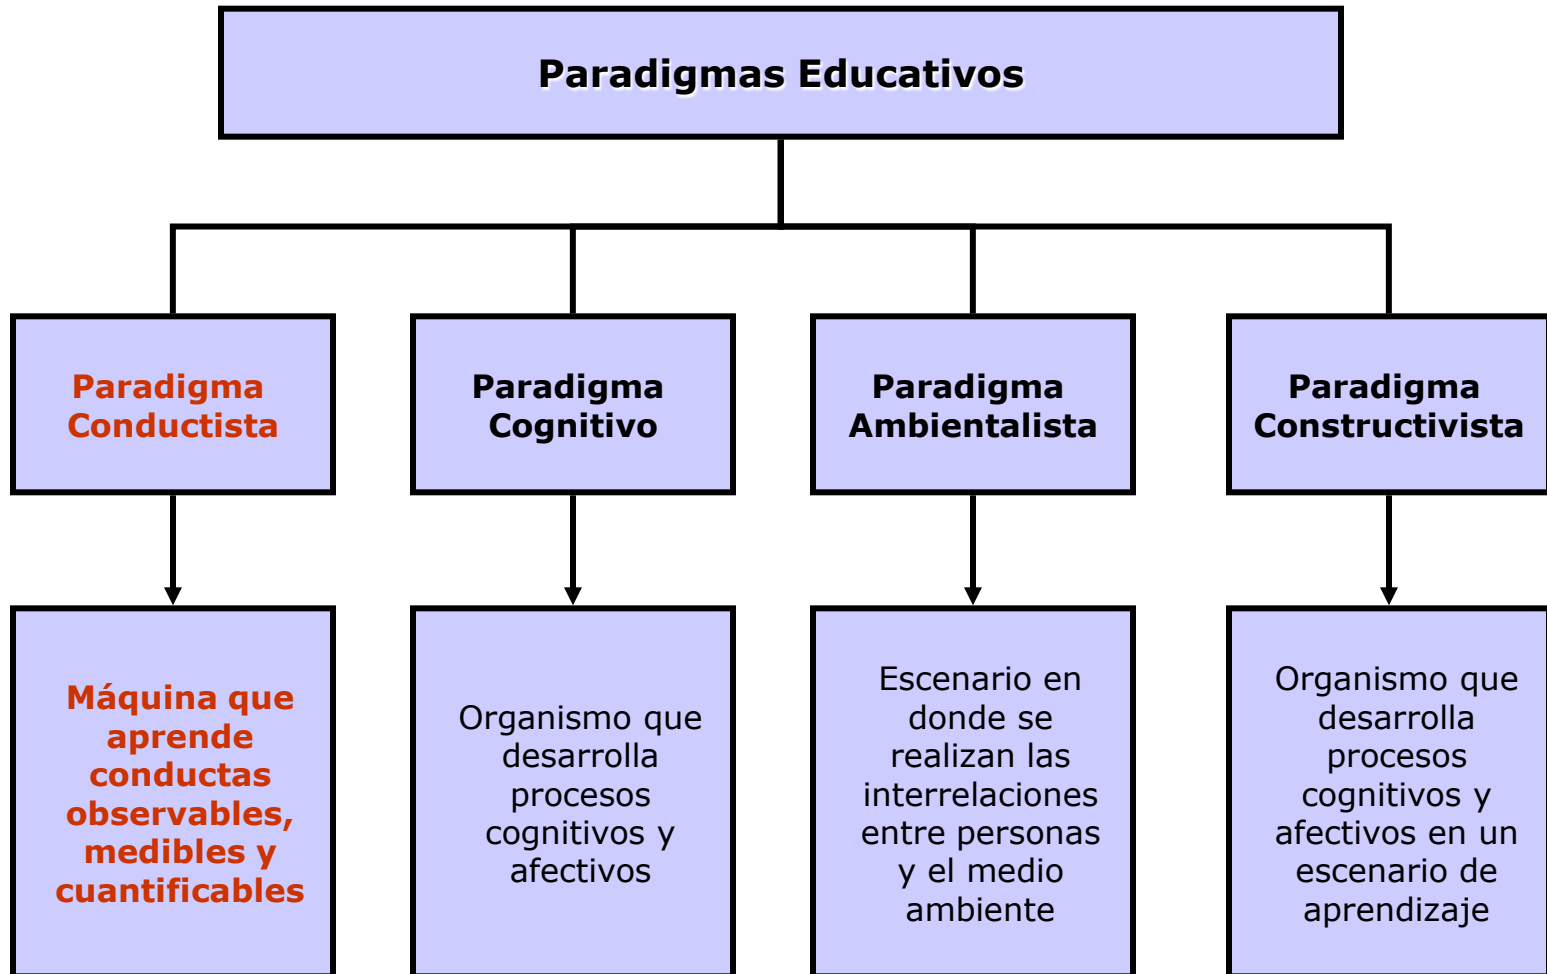 Paradigmas Educativos
Paradigma
Conductista
Paradigma
Cognitivo
Paradigma
Ambientalista
Paradigma
Constructivista
Máquina que
aprende
conductas
observables,
medibles y
cuantificables
Organismo que
desarrolla
procesos
cognitivos y
afectivos
Escenario en
donde se
realizan las
interrelaciones
entre personas
y el medio
ambiente
Organismo que
desarrolla
procesos
cognitivos y
afectivos en un
escenario de
aprendizaje